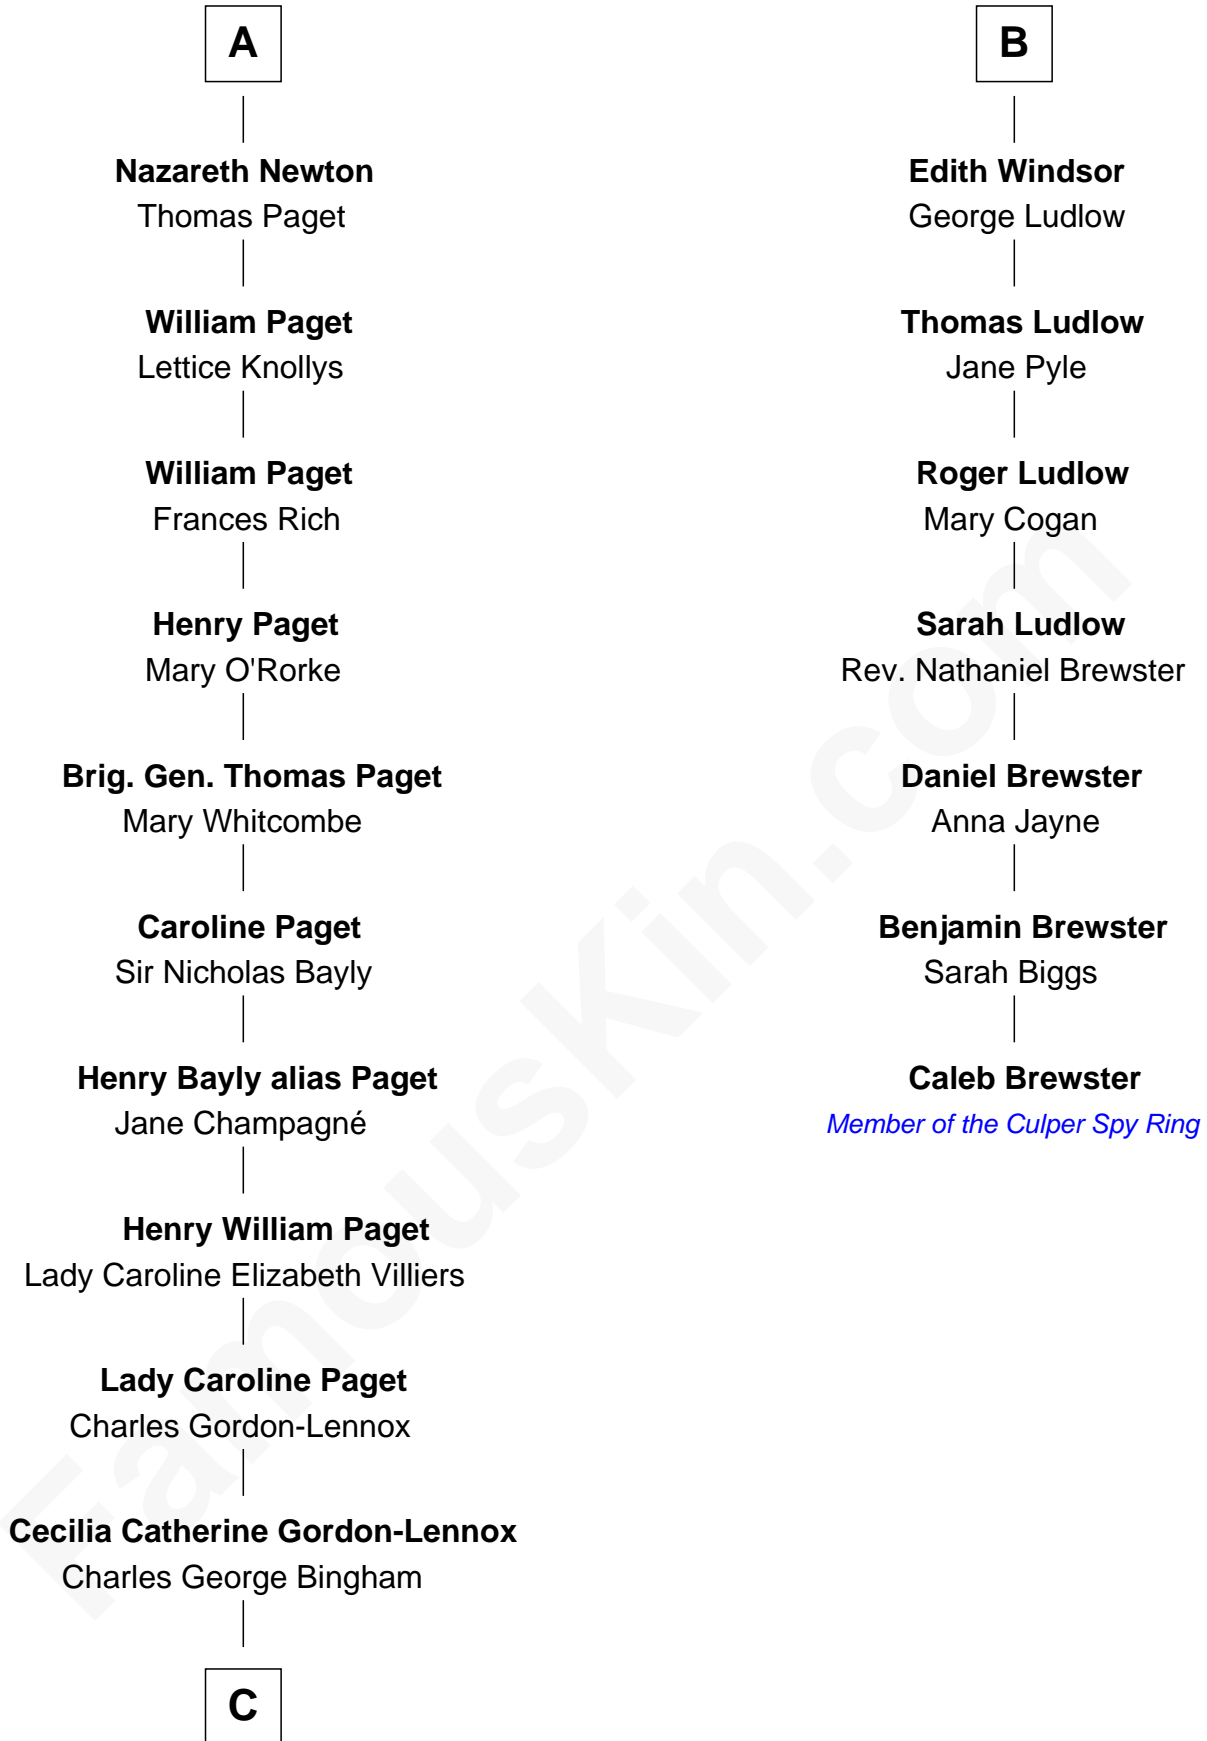 A
Nazareth Newton
Thomas Paget
William Paget
Lettice Knollys
William Paget
Frances Rich
Henry Paget
Mary O'Rorke
Brig. Gen. Thomas Paget
Mary Whitcombe
Caroline Paget
Sir Nicholas Bayly
Henry Bayly alias Paget
Jane Champagné
Henry William Paget
Lady Caroline Elizabeth Villiers
Lady Caroline Paget
Charles Gordon-Lennox
Cecilia Catherine Gordon-Lennox
Charles George Bingham
C
B
Edith Windsor
George Ludlow
Thomas Ludlow
Jane Pyle
Roger Ludlow
Mary Cogan
Sarah Ludlow
Rev. Nathaniel Brewster
Daniel Brewster
Anna Jayne
Benjamin Brewster
Sarah Biggs
Caleb Brewster
Member of the Culper Spy Ring
FamousKin.com